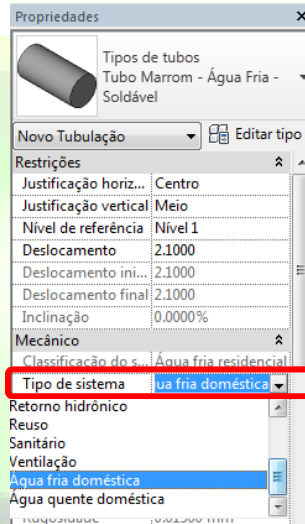 Propriedades
Tipos de tubos
Tubo Marrom - Água Fria -
Soldável
Novo Tubulação
Editar tipo
Restrições
Justificação horiz... Centro
Justificação vertical Meio
Nível de referência Nível 1
Deslocamento 2.1000
Deslocamento ini... 2.1000
Deslocamento final 2.1000
Inclinação 0.0000%
Mecânico
Classificação do s... Água fria residencial
Tipo de sistema ua fria doméstica
Retorno hidrônico
Reuso
Sanitário
Ventilação
Água fria doméstica
Água quente doméstica
Rugosidade